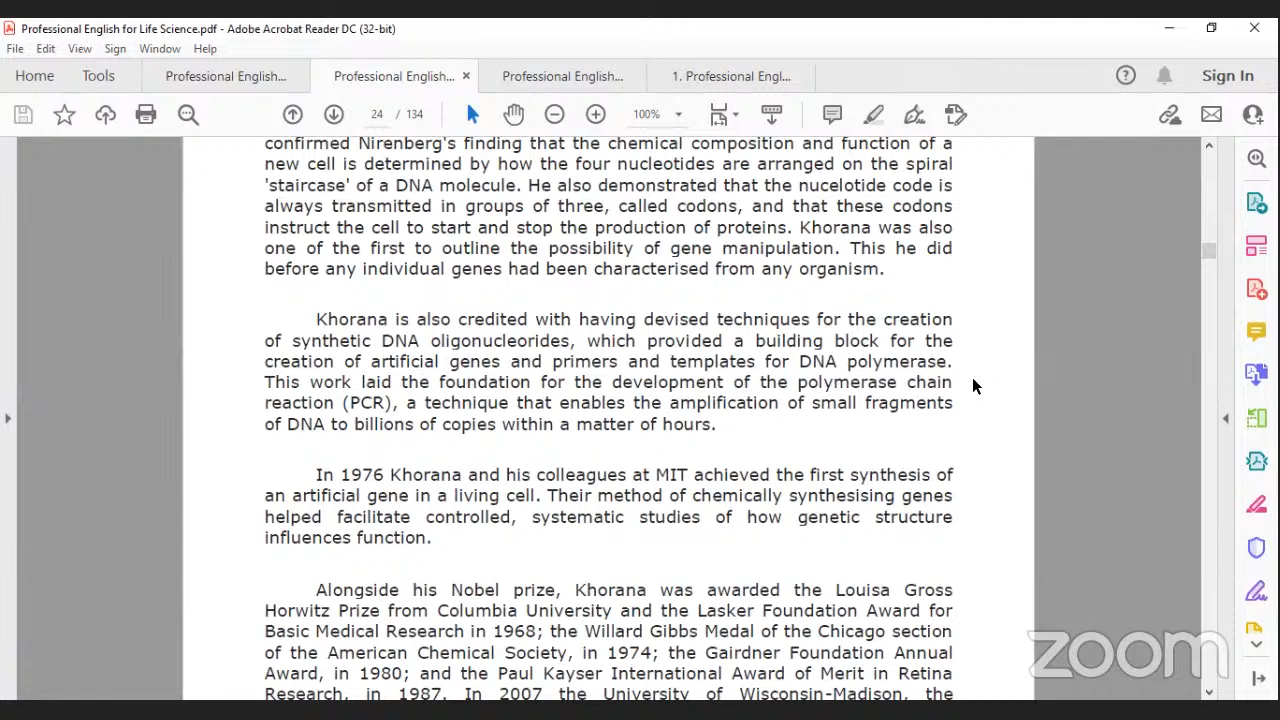 Professional English for Life Science.pdf - Adobe Acrobat Reader DC (32-bit)
File Edit View Sign Window Help
Home Tools Professional English... Professional English... × Professional English... 1. Professional Engl... Sign In
24 / 134 100%
confirmed Nirenberg's finding that the chemical composition and function of a
new cell is determined by how the four nucleotides are arranged on the spiral
'staircase' of a DNA molecule. He also demonstrated that the nucelotide code is
always transmitted in groups of three, called codons, and that these codons
instruct the cell to start and stop the production of proteins. Khorana was also
one of the first to outline the possibility of gene manipulation. This he did
before any individual genes had been characterised from any organism.
Khorana is also credited with having devised techniques for the creation
of synthetic DNA oligonucleorides, which provided a building block for the
creation of artificial genes and primers and templates for DNA polymerase.
This work laid the foundation for the development of the polymerase chain
reaction (PCR), a technique that enables the amplification of small fragments
of DNA to billions of copies within a matter of hours.
In 1976 Khorana and his colleagues at MIT achieved the first synthesis of
an artificial gene in a living cell. Their method of chemically synthesising genes
helped facilitate controlled, systematic studies of how genetic structure
influences function.
Alongside his Nobel prize, Khorana was awarded the Louisa Gross
Horwitz Prize from Columbia University and the Lasker Foundation Award for
Basic Medical Research in 1968; the Willard Gibbs Medal of the Chicago section
of the American Chemical Society, in 1974; the Gairdner Foundation Annual
Award, in 1980; and the Paul Kayser International Award of Merit in Retina
Research, in 1987. In 2007 the University of Wisconsin-Madison, the
zoom